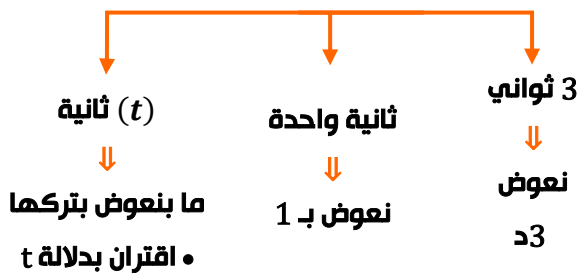 3 ثواني
⇓
نعوض
3د
ثانية واحدة
⇓
نعوض بـ 1
(t) ثانية
⇓
ما بنعوض بتركها
• اقتران بدلالة t